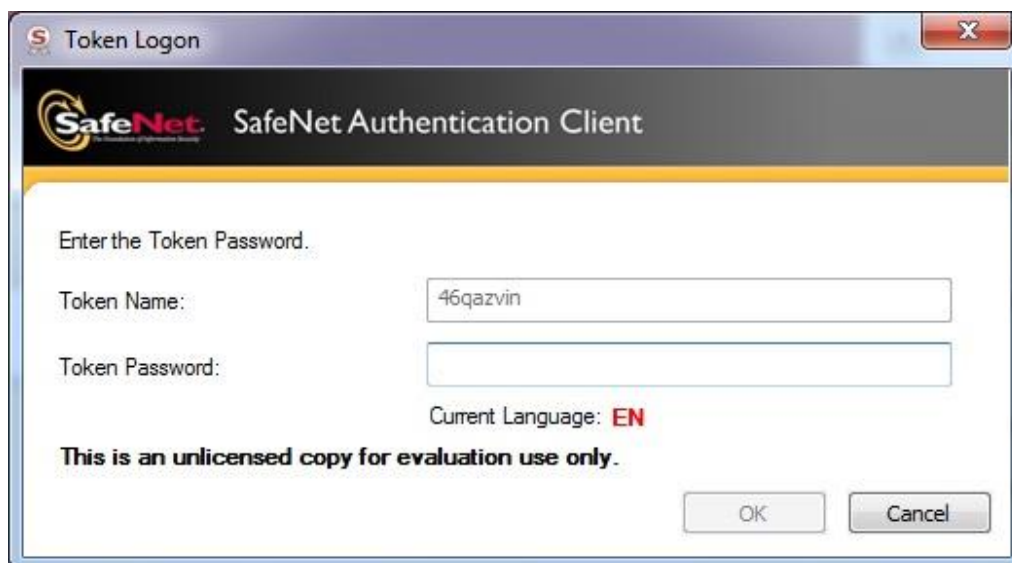 Token Logon
SafeNet. SafeNet Authentication Client
Enter the Token Password.
Token Name: 46qazvin
Token Password:
Current Language: EN
This is an unlicensed copy for evaluation use only.
OK Cancel